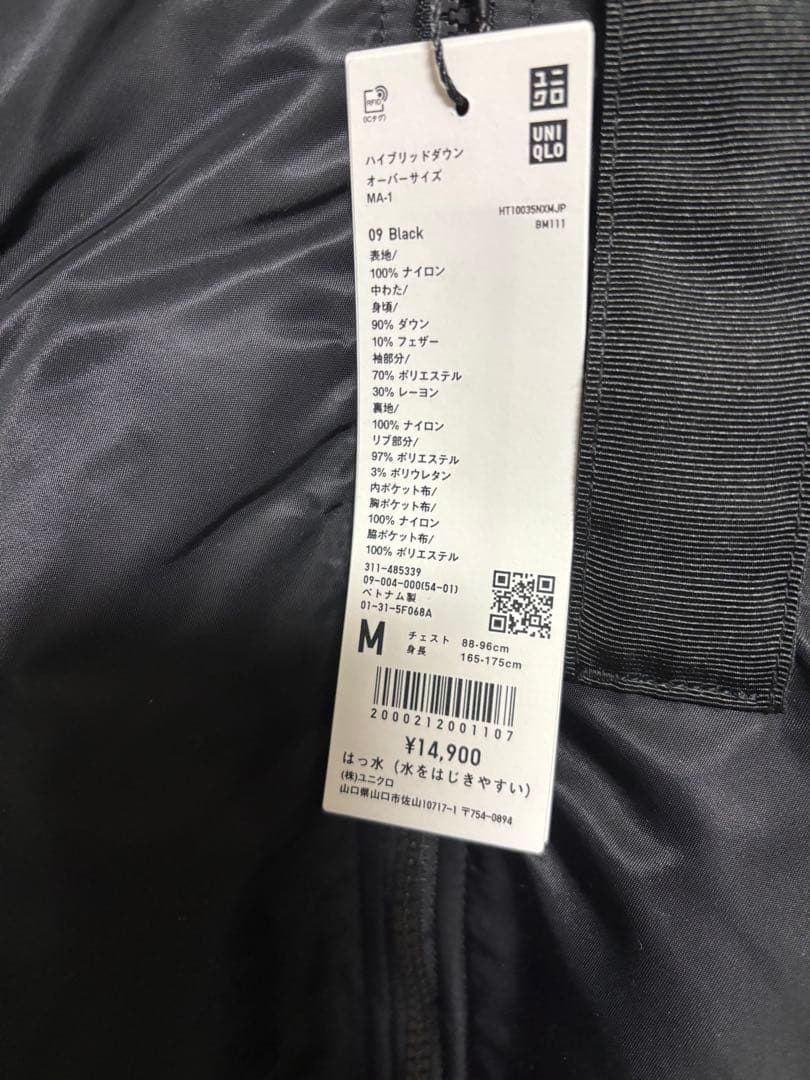 RFID
(ICタグ)
ユニ
クロ
UNI
QLO
ハイブリッドダウン
オーバーサイズ
MA-1
HT10035NXMJP
BM111
09 Black
表地/
100% ナイロン
中わた/
身頃/
90% ダウン
10% フェザー
袖部分/
70% ポリエステル
30% レーヨン
裏地/
100% ナイロン
リブ部分/
97% ポリエステル
3% ポリウレタン
内ポケット布/
胸ポケット布/
100% ナイロン
脇ポケット布/
100% ポリエステル
311-485339
09-004-000(54-01)
ベトナム製
01-31-5F068A
M チェスト 88-96cm
身長 165-175cm
2000212001107
¥14,900
はっ水（水をはじきやすい）
(株)ユニクロ
山口県山口市佐山10717-1 〒754-0894